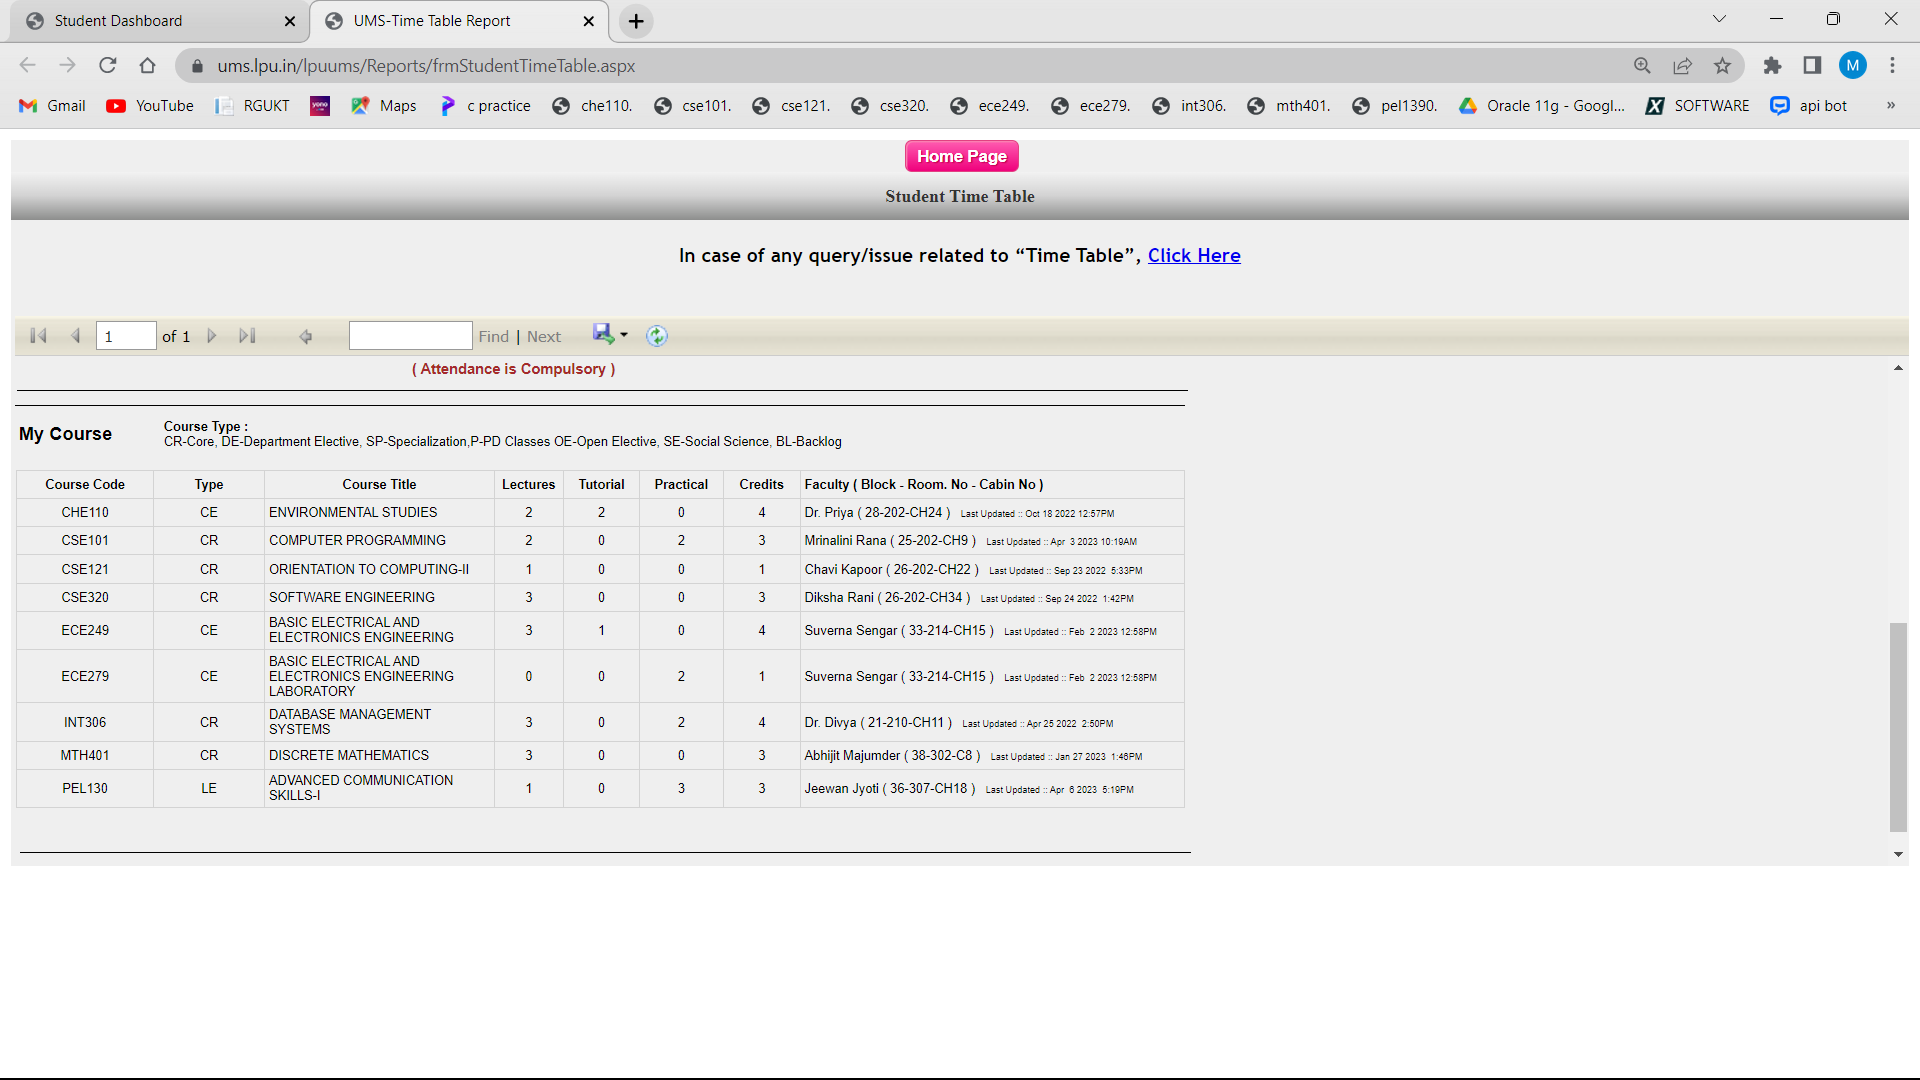 Student Dashboard
UMS-Time Table Report
ums.lpu.in/lpuums/Reports/frmStudentTimeTable.aspx
M
Gmail YouTube RGUKT yono Maps c practice che110. cse101. cse121. cse320. ece249. ece279. int306. mth401. pel1390. Oracle 11g - Googl... SOFTWARE api bot »
Home Page
Student Time Table
In case of any query/issue related to “Time Table”, Click Here
1 of 1 Find | Next
( Attendance is Compulsory )
My Course
Course Type :
CR-Core, DE-Department Elective, SP-Specialization,P-PD Classes OE-Open Elective, SE-Social Science, BL-Backlog
Course Code Type Course Title Lectures Tutorial Practical Credits Faculty ( Block - Room. No - Cabin No )
CHE110 CE ENVIRONMENTAL STUDIES 2 2 0 4 Dr. Priya ( 28-202-CH24 ) Last Updated :: Oct 18 2022 12:57PM
CSE101 CR COMPUTER PROGRAMMING 2 0 2 3 Mrinalini Rana ( 25-202-CH9 ) Last Updated :: Apr 3 2023 10:19AM
CSE121 CR ORIENTATION TO COMPUTING-II 1 0 0 1 Chavi Kapoor ( 26-202-CH22 ) Last Updated :: Sep 23 2022 5:33PM
CSE320 CR SOFTWARE ENGINEERING 3 0 0 3 Diksha Rani ( 26-202-CH34 ) Last Updated :: Sep 24 2022 1:42PM
ECE249 CE BASIC ELECTRICAL AND
ELECTRONICS ENGINEERING 3 1 0 4 Suverna Sengar ( 33-214-CH15 ) Last Updated :: Feb 2 2023 12:58PM
ECE279 CE BASIC ELECTRICAL AND
ELECTRONICS ENGINEERING
LABORATORY 0 0 2 1 Suverna Sengar ( 33-214-CH15 ) Last Updated :: Feb 2 2023 12:58PM
INT306 CR DATABASE MANAGEMENT
SYSTEMS 3 0 2 4 Dr. Divya ( 21-210-CH11 ) Last Updated :: Apr 25 2022 2:50PM
MTH401 CR DISCRETE MATHEMATICS 3 0 0 3 Abhijit Majumder ( 38-302-C8 ) Last Updated :: Jan 27 2023 1:46PM
PEL130 LE ADVANCED COMMUNICATION
SKILLS-I 1 0 3 3 Jeewan Jyoti ( 36-307-CH18 ) Last Updated :: Apr 6 2023 5:19PM